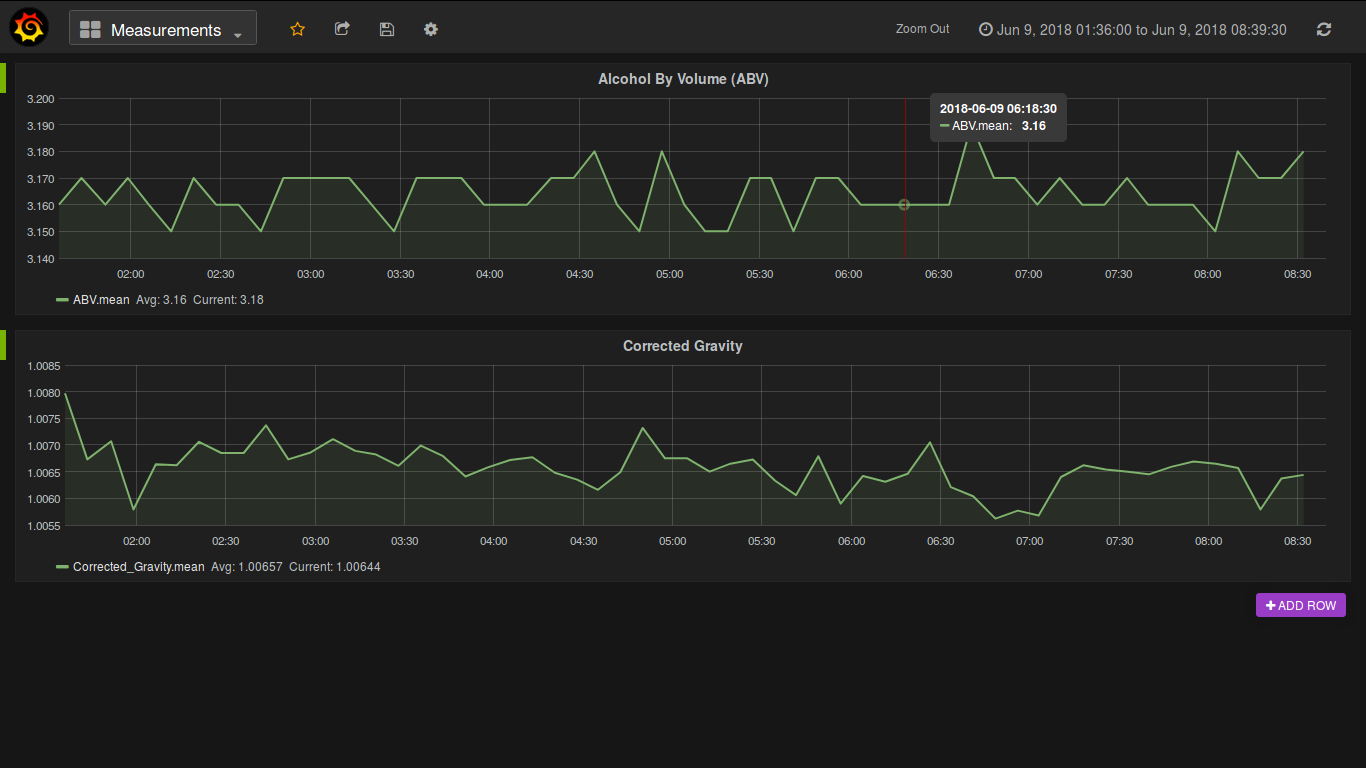 Measurements
Zoom Out Jun 9, 2018 01:36:00 to Jun 9, 2018 08:39:30
Alcohol By Volume (ABV)
3.200
3.190
3.180
3.170
3.160
3.150
3.140
2018-06-09 06:18:30
ABV.mean: 3.16
02:00 02:30 03:00 03:30 04:00 04:30 05:00 05:30 06:00 06:30 07:00 07:30 08:00 08:30
ABV.mean Avg: 3.16 Current: 3.18
Corrected Gravity
1.0085
1.0080
1.0075
1.0070
1.0065
1.0060
1.0055
02:00 02:30 03:00 03:30 04:00 04:30 05:00 05:30 06:00 06:30 07:00 07:30 08:00 08:30
Corrected_Gravity.mean Avg: 1.00657 Current: 1.00644
ADD ROW